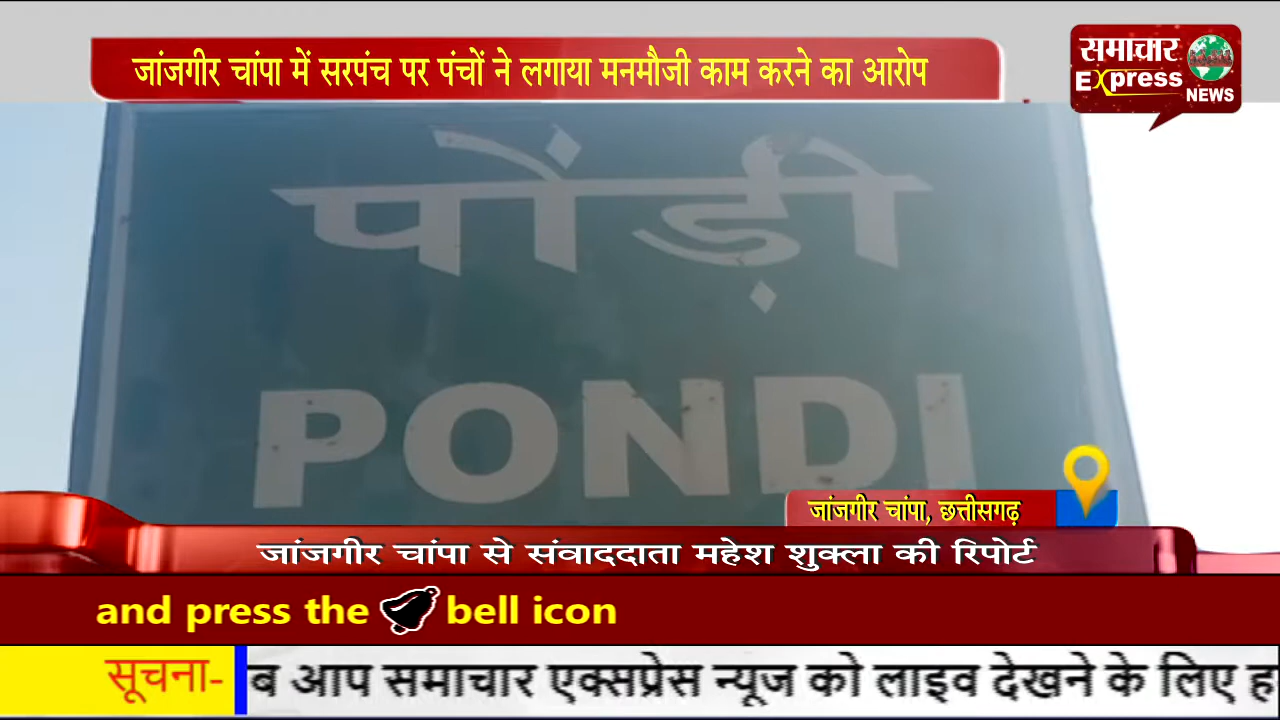 जांजगीर चांपा में सरपंच पर पंचों ने लगाया मनमौजी काम करने का आरोप
समाचार
Express
NEWS
पोंड़ी
PONDI
जांजगीर चांपा, छत्तीसगढ़
जांजगीर चांपा से संवाददाता महेश शुक्ला की रिपोर्ट
and press the bell icon
सूचना- ब आप समाचार एक्सप्रेस न्यूज को लाइव देखने के लिए ह